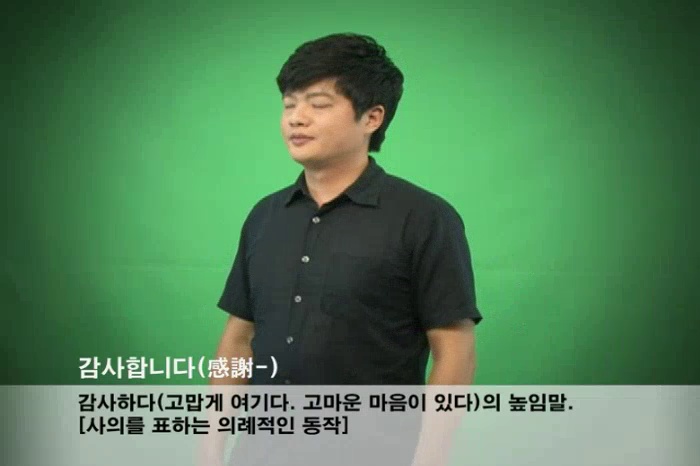 감사합니다(感謝-)
감사하다(고맙게 여기다. 고마운 마음이 있다)의 높임말.
[사의를 표하는 의례적인 동작]